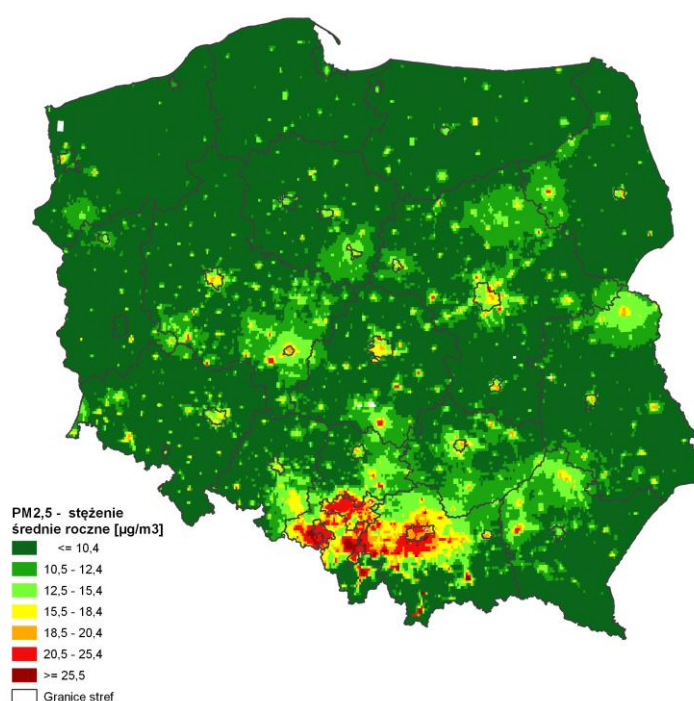 PM2,5 - stężenie
średnie roczne [µg/m3]
<= 10,4
10,5 - 12,4
12,5 - 15,4
15,5 - 18,4
18,5 - 20,4
20,5 - 25,4
>= 25,5
Granice stref